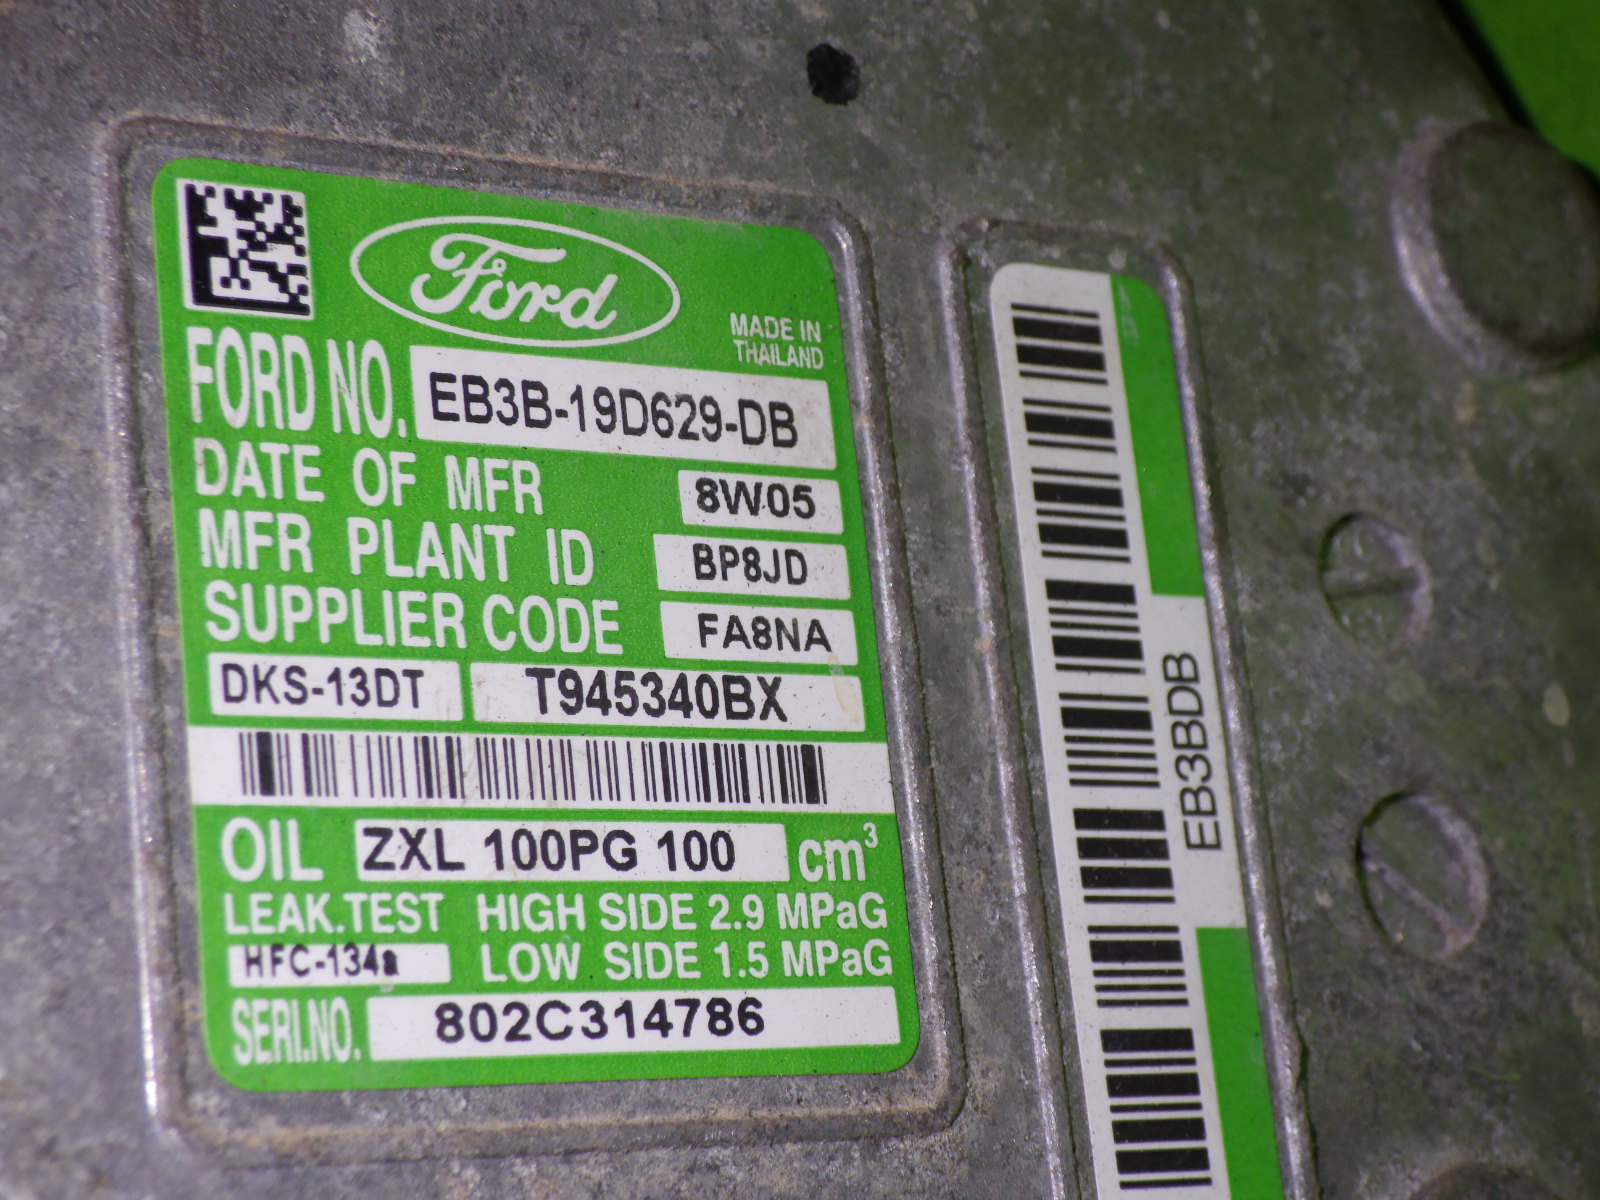 Ford
MADE IN
THAILAND
FORD NO. EB3B-19D629-DB
DATE OF MFR 8W05
MFR PLANT ID BP8JD
SUPPLIER CODE FA8NA
DKS-13DT T945340BX
OIL ZXL 100PG 100 cm³
LEAK.TEST HIGH SIDE 2.9 MPaG
HFC-134a LOW SIDE 1.5 MPaG
SERI.NO. 802C314786
EB3BDB